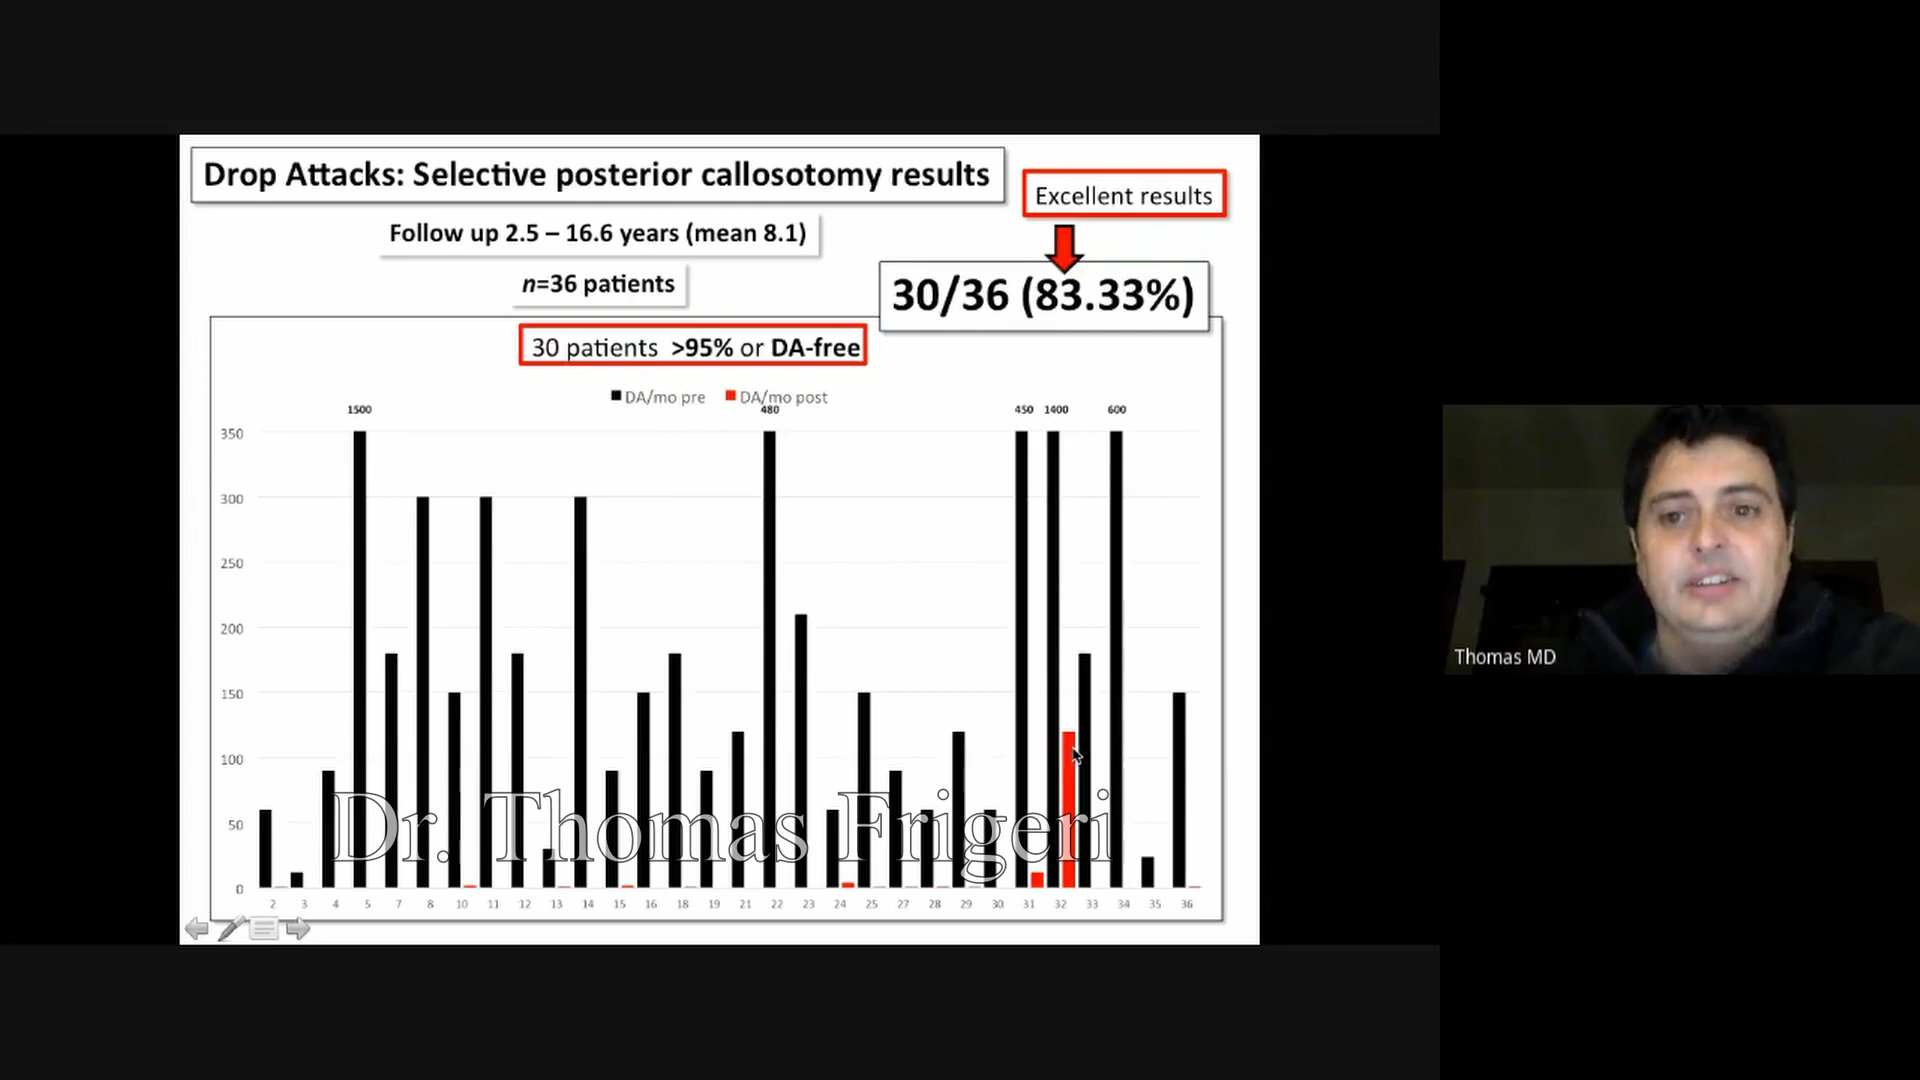 Drop Attacks: Selective posterior callosotomy results
Excellent results
Follow up 2.5 – 16.6 years (mean 8.1)
n=36 patients
30/36 (83.33%)
30 patients >95% or DA-free
DA/mo pre DA/mo post
1500 480 450 1400 600
350
300
250
200
150
100
50
0
2 3 4 5 7 8 10 11 12 13 14 15 16 18 19 21 22 23 24 25 27 28 29 30 31 32 33 34 35 36
Dr. Thomas Frigeri
Thomas MD